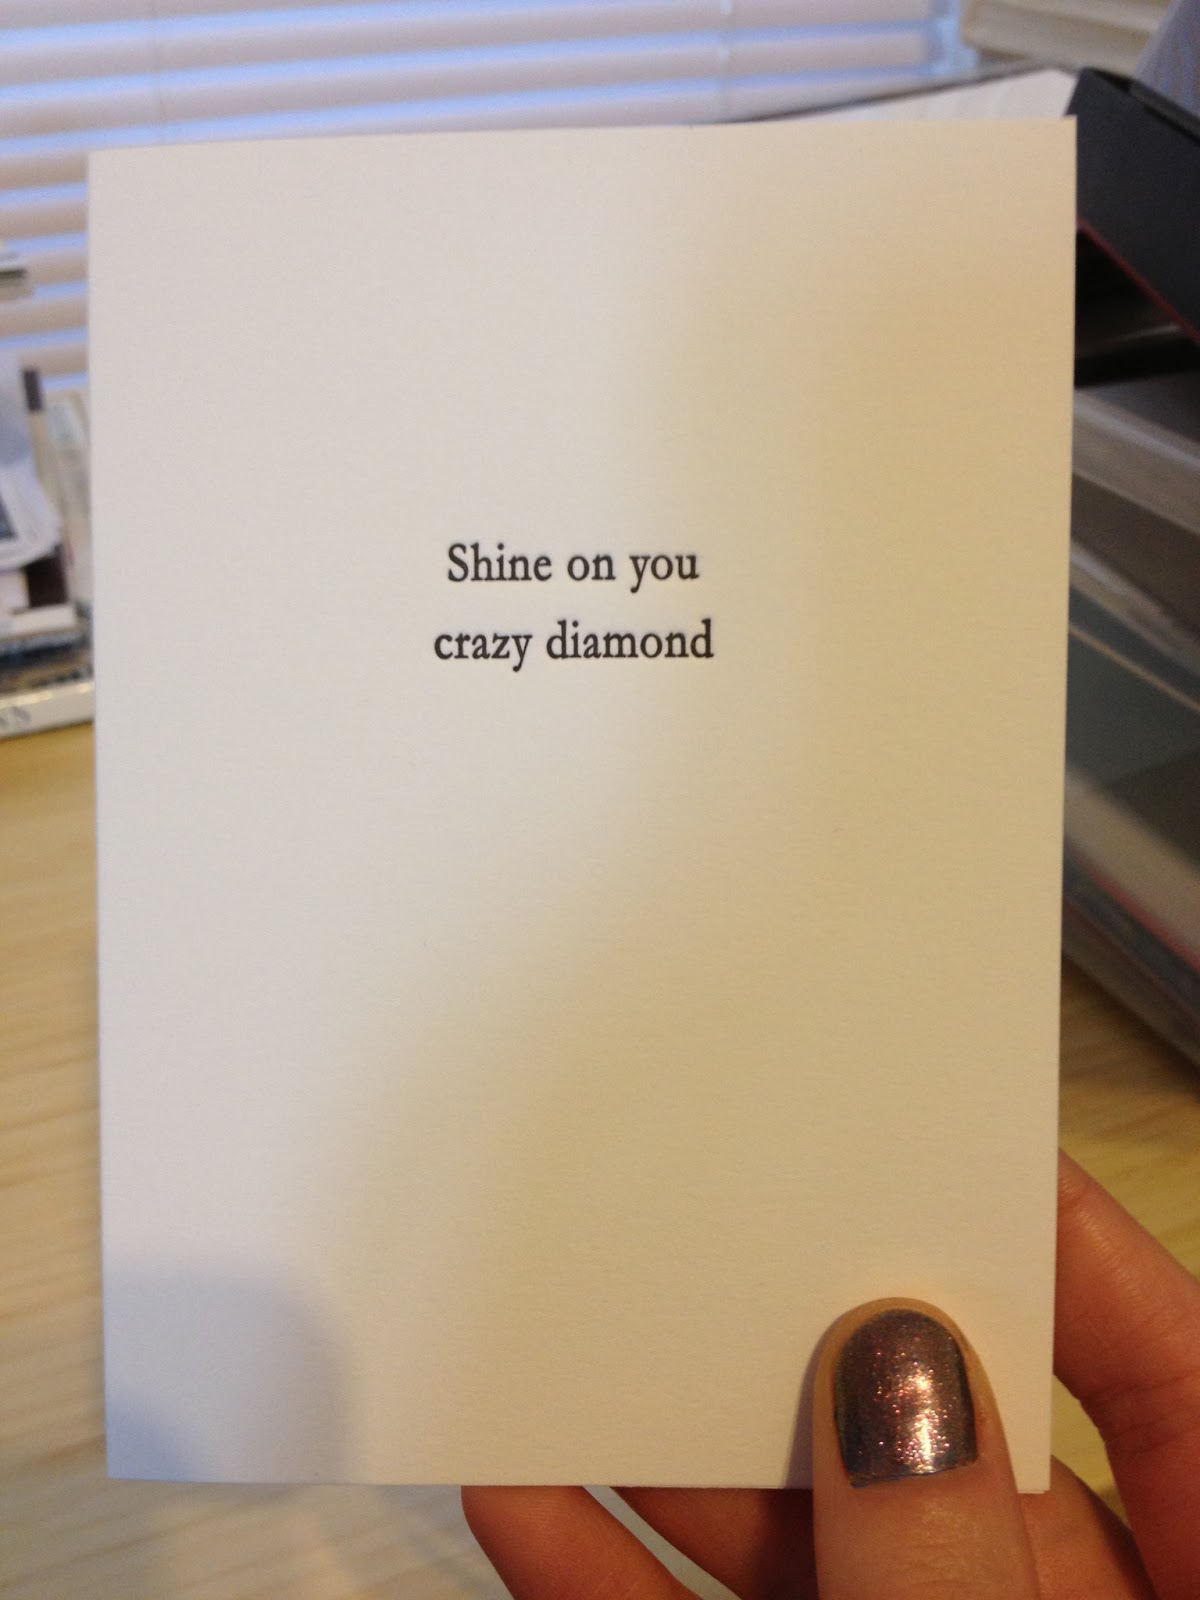 Shine on you
crazy diamond